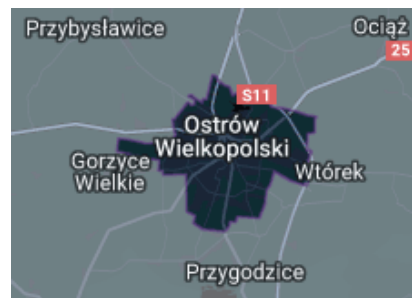 Przybysławice
Ociąż
25
S11
Ostrów
Wielkopolski
Gorzyce
Wielkie
Wtórek
Przygodzice